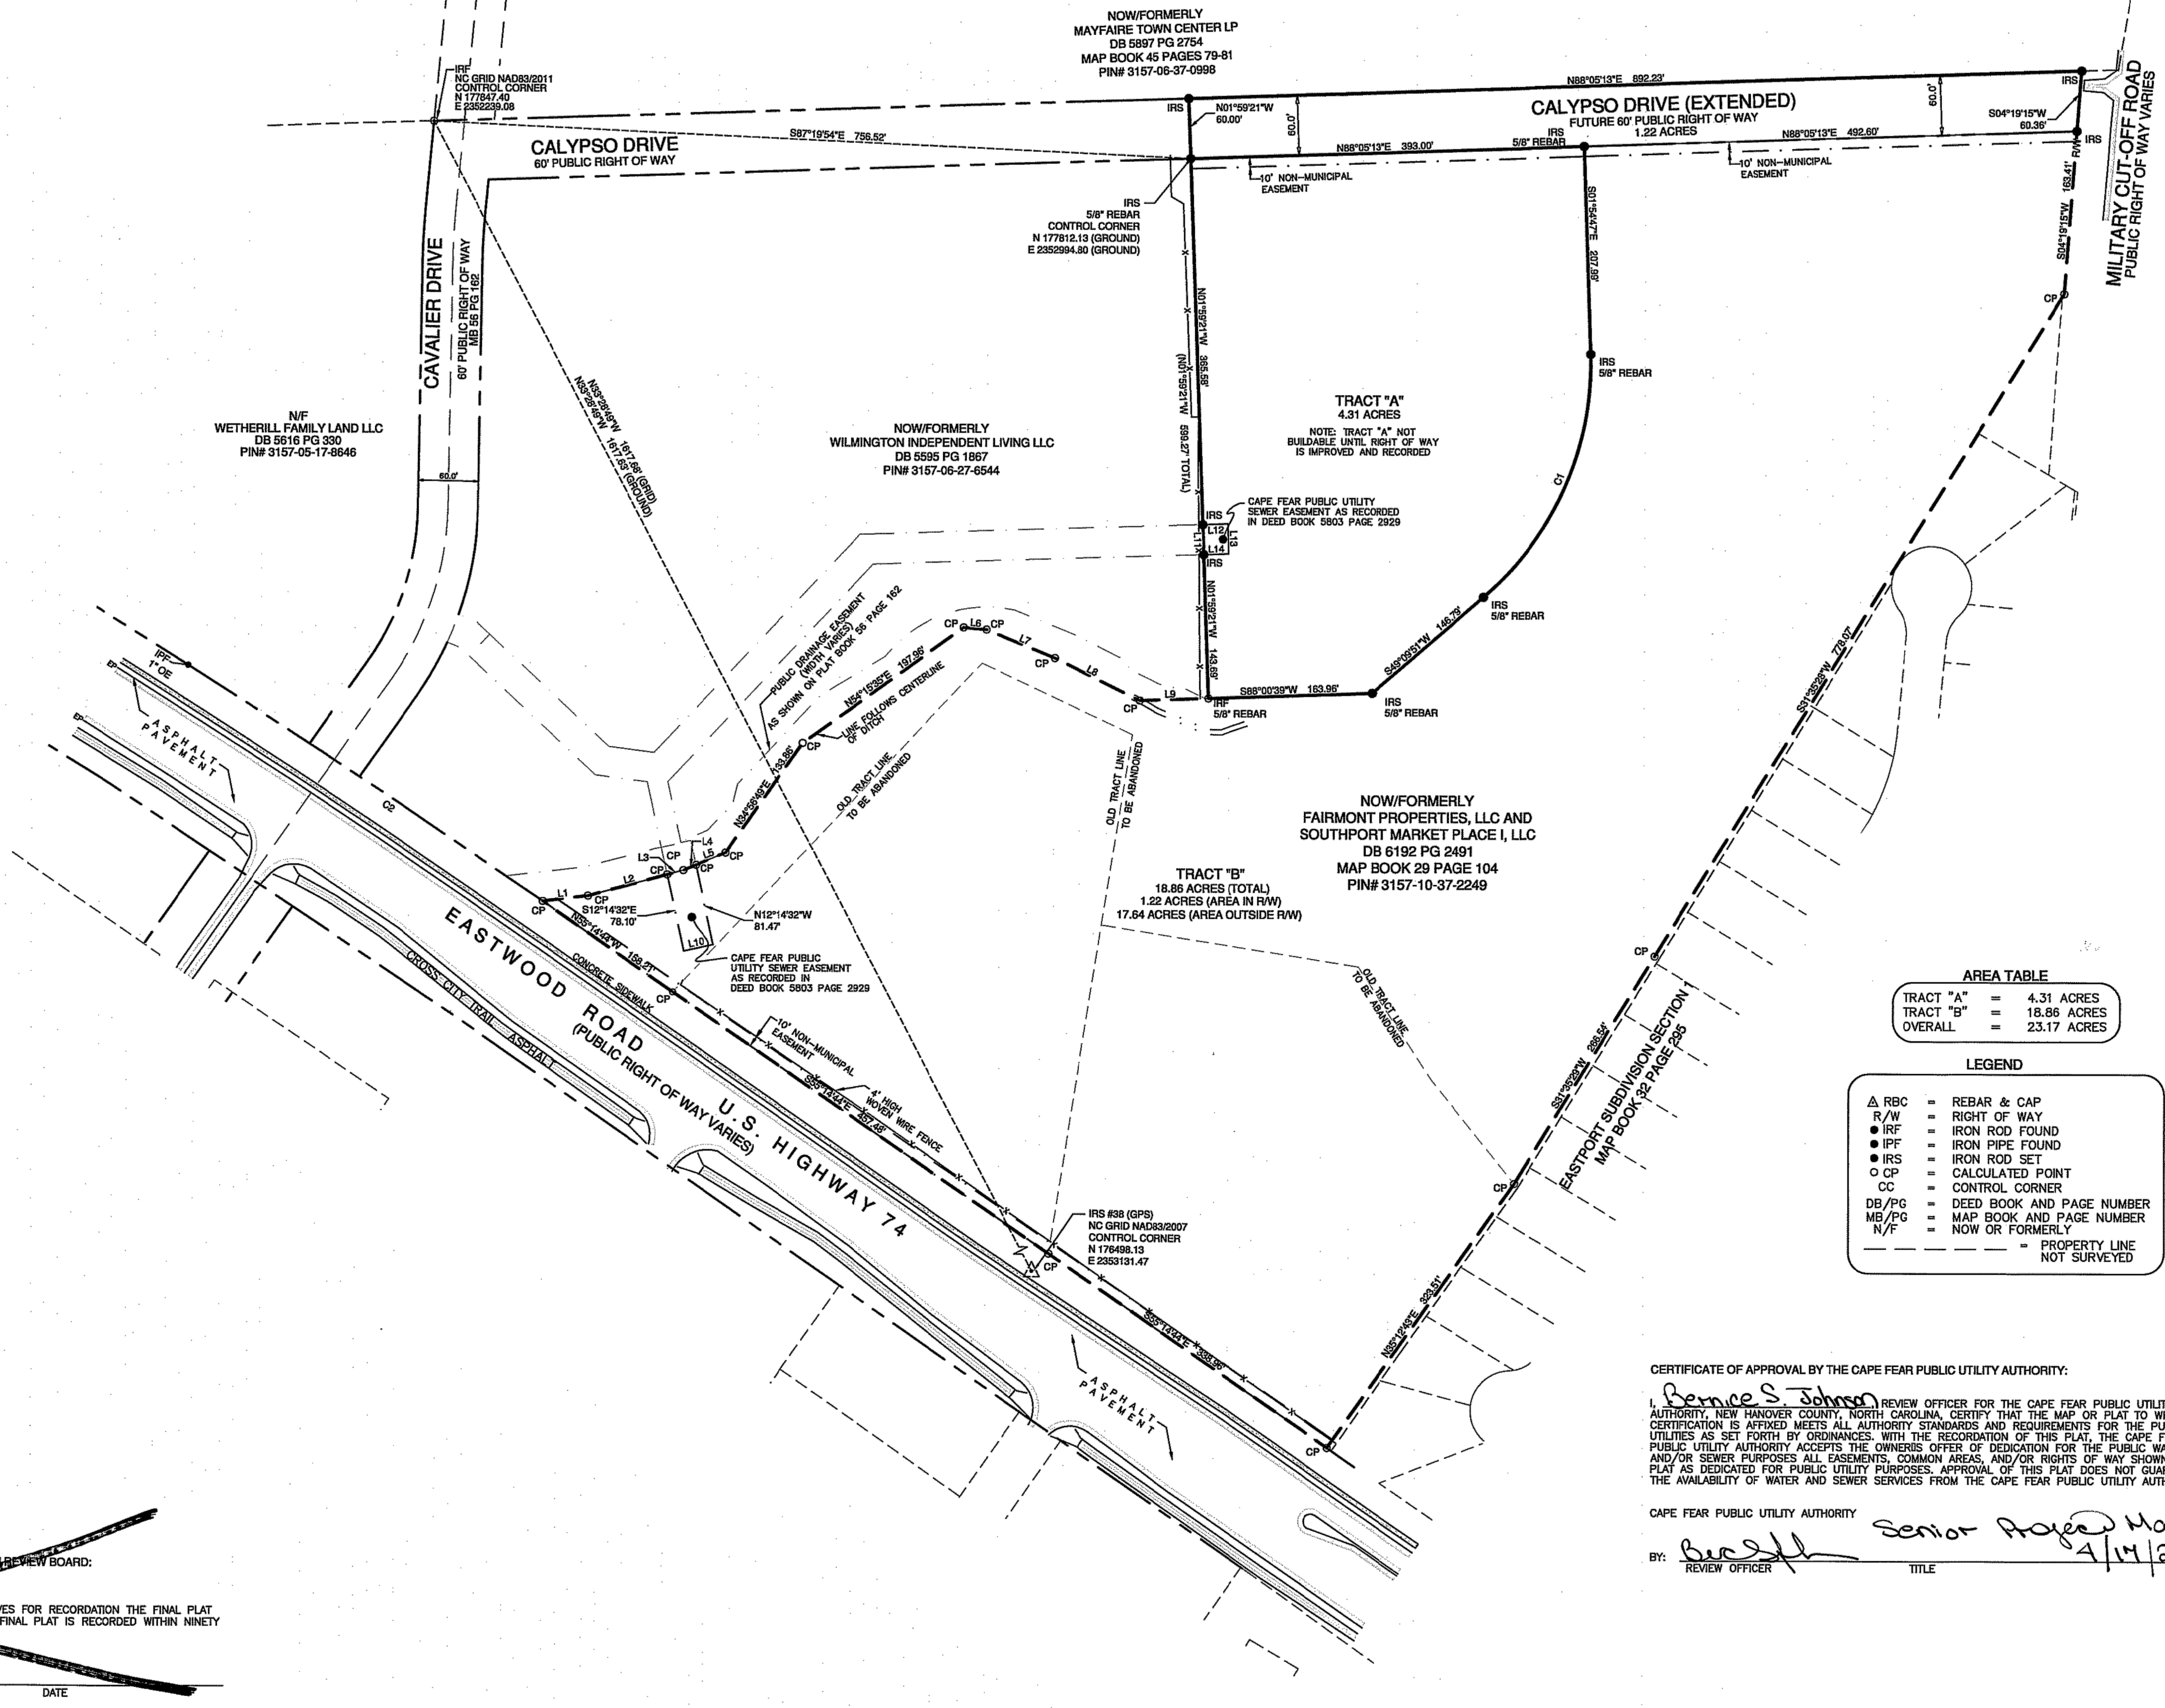 NOW/FORMERLY
MAYFAIRE TOWN CENTER LP
DB 5897 PG 2754
MAP BOOK 45 PAGES 79-81
PIN# 3157-06-37-0998
IRF
NC GRID NAD83/2011
CONTROL CORNER
N 177847.40
E 2352239.08
S87°19'54"E 756.52'
CALYPSO DRIVE
60' PUBLIC RIGHT OF WAY
IRS
N01°59'21"W
60.00'
60.0'
N88°05'13"E 892.23'
CALYPSO DRIVE (EXTENDED)
FUTURE 60' PUBLIC RIGHT OF WAY
1.22 ACRES
60.0'
IRS
S04°19'15"W
60.36'
IRS
N88°05'13"E 393.00'
IRS
5/8" REBAR
N88°05'13"E 492.60'
10' NON-MUNICIPAL
EASEMENT
10' NON-MUNICIPAL
EASEMENT
R/W
S04°19'15"W 163.41'
CP
MILITARY CUT-OFF ROAD
PUBLIC RIGHT OF WAY VARIES
IRS
5/8" REBAR
CONTROL CORNER
N 177812.13 (GROUND)
E 2352994.80 (GROUND)
CAVALIER DRIVE
60' PUBLIC RIGHT OF WAY
MB 56 PG 162
60.0'
N/F
WETHERILL FAMILY LAND LLC
DB 5616 PG 330
PIN# 3157-05-17-8646
N33°26'49"W 1617.68' (GRID)
N33°26'49"W 1617.63' (GROUND)
NOW/FORMERLY
WILMINGTON INDEPENDENT LIVING LLC
DB 5595 PG 1867
PIN# 3157-06-27-6544
N01°59'21"W 365.58'
(N01°59'21"W 599.27' TOTAL)
S01°54'47"E 207.99'
IRS
5/8" REBAR
TRACT "A"
4.31 ACRES
NOTE: TRACT "A" NOT
BUILDABLE UNTIL RIGHT OF WAY
IS IMPROVED AND RECORDED
C1
CAPE FEAR PUBLIC UTILITY
SEWER EASEMENT AS RECORDED
IN DEED BOOK 5803 PAGE 2929
IRS
L12
L11
L13
L14
IRS
N01°59'21"W 143.69'
IRS
5/8" REBAR
S49°09'51"W 146.79'
S88°00'39"W 163.96'
IRS
5/8" REBAR
IRF
5/8" REBAR
PUBLIC DRAINAGE EASEMENT
(WIDTH VARIES)
AS SHOWN ON PLAT BOOK 56 PAGE 162
CP
L6
CP
L7
CP
L8
CP
L9
N54°15'35"E 197.96'
LINE FOLLOWS CENTERLINE
OF DITCH
CP
N34°56'49"E 133.86'
OLD TRACT LINE
TO BE ABANDONED
OLD TRACT LINE
TO BE ABANDONED
S31°35'28"W 778.07'
IPF
1" OE
EP
EP
ASPHALT
PAVEMENT
C2
L4
L3
CP
L5
CP
CP
CP
L2
L1
CP
CP
S12°14'32"E
78.10'
N12°14'32"W
81.47'
L10
N55°14'44"W 168.21'
CP
CONCRETE SIDEWALK
CAPE FEAR PUBLIC
UTILITY SEWER EASEMENT
AS RECORDED IN
DEED BOOK 5803 PAGE 2929
NOW/FORMERLY
FAIRMONT PROPERTIES, LLC AND
SOUTHPORT MARKET PLACE I, LLC
DB 6192 PG 2491
MAP BOOK 29 PAGE 104
PIN# 3157-10-37-2249
TRACT "B"
18.86 ACRES (TOTAL)
1.22 ACRES (AREA IN R/W)
17.64 ACRES (AREA OUTSIDE R/W)
OLD TRACT LINE
TO BE ABANDONED
CP
S31°35'29"W 266.54'
EASTPORT SUBDIVISION SECTION 1
MAP BOOK 32 PAGE 295
CP
EASTWOOD ROAD
(PUBLIC RIGHT OF WAY VARIES)
U.S. HIGHWAY 74
CROSS CITY TRAIL ASPHALT
10' NON-MUNICIPAL
EASEMENT
4' HIGH
WOVEN WIRE FENCE
S55°14'44"E 457.48'
IRS #38 (GPS)
NC GRID NAD83/2007
CONTROL CORNER
N 176498.13
E 2353131.47
CP
S55°14'44"E 338.96'
N35°12'43"E 323.51'
CP
ASPHALT
PAVEMENT
AREA TABLE
TRACT "A" = 4.31 ACRES
TRACT "B" = 18.86 ACRES
OVERALL = 23.17 ACRES
LEGEND
RBC = REBAR & CAP
R/W = RIGHT OF WAY
IRF = IRON ROD FOUND
IPF = IRON PIPE FOUND
IRS = IRON ROD SET
CP = CALCULATED POINT
CC = CONTROL CORNER
DB/PG = DEED BOOK AND PAGE NUMBER
MB/PG = MAP BOOK AND PAGE NUMBER
N/F = NOW OR FORMERLY
= PROPERTY LINE
NOT SURVEYED
CERTIFICATE OF APPROVAL BY THE CAPE FEAR PUBLIC UTILITY AUTHORITY:
I, Bernice S. Johnson, REVIEW OFFICER FOR THE CAPE FEAR PUBLIC UTILIT
AUTHORITY, NEW HANOVER COUNTY, NORTH CAROLINA, CERTIFY THAT THE MAP OR PLAT TO WH
CERTIFICATION IS AFFIXED MEETS ALL AUTHORITY STANDARDS AND REQUIREMENTS FOR THE PU
UTILITIES AS SET FORTH BY ORDINANCES. WITH THE RECORDATION OF THIS PLAT, THE CAPE F
PUBLIC UTILITY AUTHORITY ACCEPTS THE OWNERIS OFFER OF DEDICATION FOR THE PUBLIC WA
AND/OR SEWER PURPOSES ALL EASEMENTS, COMMON AREAS, AND/OR RIGHTS OF WAY SHOWN
PLAT AS DEDICATED FOR PUBLIC UTILITY PURPOSES. APPROVAL OF THIS PLAT DOES NOT GUAR
THE AVAILABILITY OF WATER AND SEWER SERVICES FROM THE CAPE FEAR PUBLIC UTILITY AUTH
CAPE FEAR PUBLIC UTILITY AUTHORITY
Senior Project Ma
BY:
4/17/2
REVIEW OFFICER TITLE
REVIEW BOARD:
ES FOR RECORDATION THE FINAL PLAT
FINAL PLAT IS RECORDED WITHIN NINETY
DATE